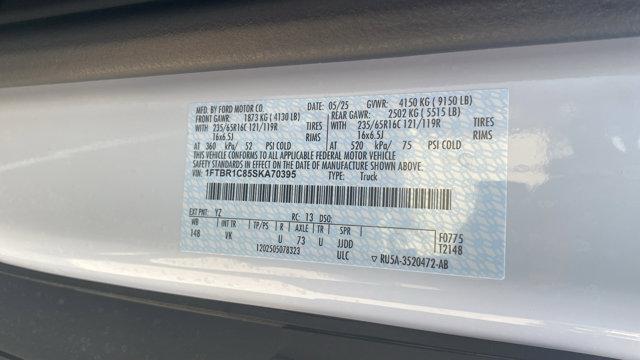 MFD. BY FORD MOTOR CO.
DATE: 05/25 GVWR: 4150 KG ( 9150 LB)
FRONT GAWR: 1873 KG ( 4130 LB) REAR GAWR: 2502 KG ( 5515 LB)
WITH 235/65R16C 121/119R TIRES WITH 235/65R16C 121/119R TIRES
16x6.5J RIMS 16x6.5J RIMS
AT 360 kPa/ 52 PSI COLD AT 520 kPa/ 75 PSI COLD
THIS VEHICLE CONFORMS TO ALL APPLICABLE FEDERAL MOTOR VEHICLE
SAFETY STANDARDS IN EFFECT ON THE DATE OF MANUFACTURE SHOWN ABOVE.
VIN: 1FTBR1C85SKA70395 TYPE: Truck
EXT PNT: YZ RC: 13 DSO:
WB INT TR TP/PS R AXLE TR SPR F0775
148 VK U 73 U JJDD T2148
1202505078323 ULC ▽ RU5A-3520472-AB